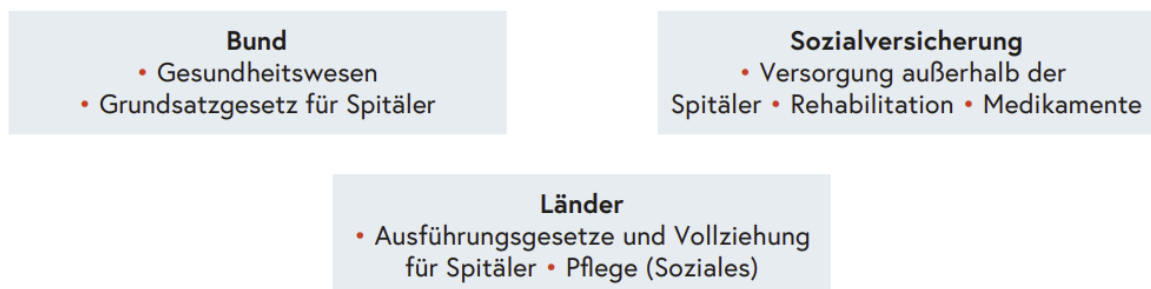 Bund
• Gesundheitswesen
• Grundsatzgesetz für Spitäler
Sozialversicherung
• Versorgung außerhalb der
Spitäler • Rehabilitation • Medikamente
Länder
• Ausführungsgesetze und Vollziehung
für Spitäler • Pflege (Soziales)